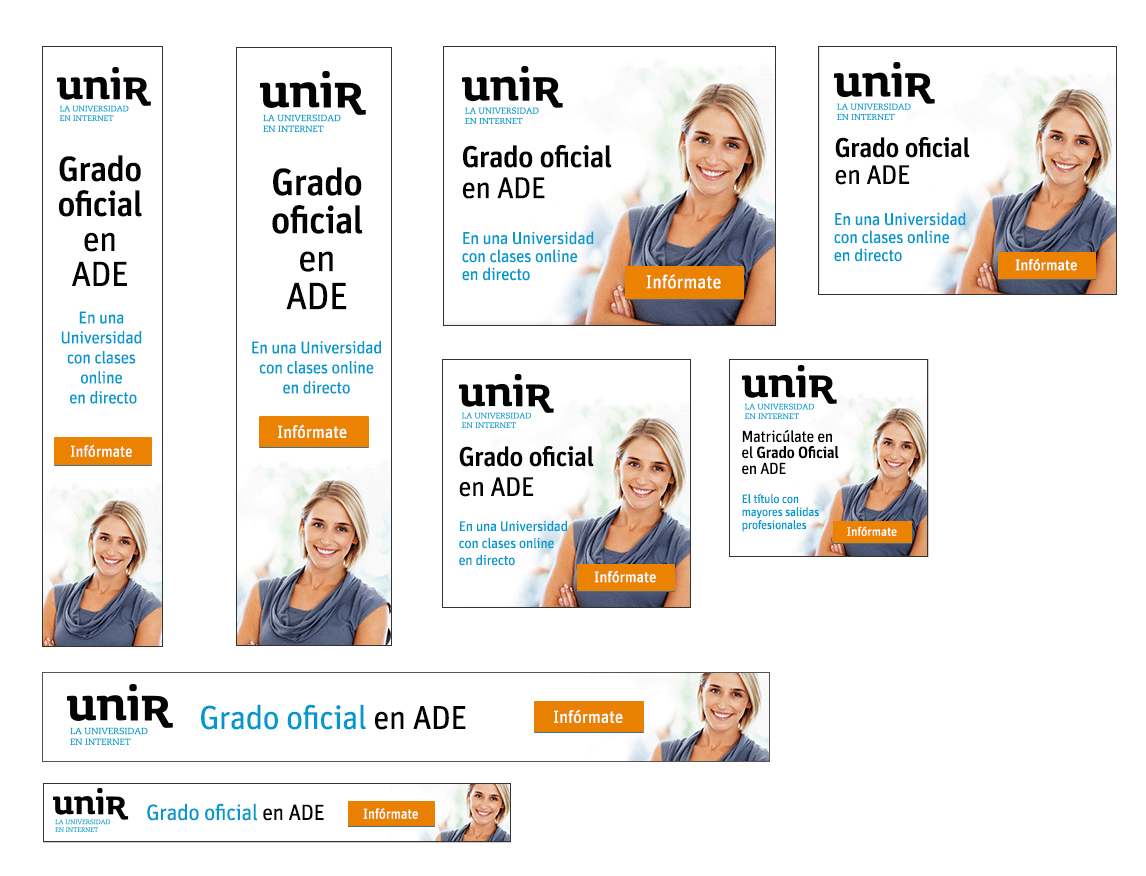 uniR
LA UNIVERSIDAD
EN INTERNET
Grado
oficial
en
ADE
En una
Universidad
con clases
online
en directo
Infórmate
uniR
LA UNIVERSIDAD
EN INTERNET
Grado
oficial
en
ADE
En una Universidad
con clases online
en directo
Infórmate
uniR
LA UNIVERSIDAD
EN INTERNET
Grado oficial
en ADE
En una Universidad
con clases online
en directo
Infórmate
uniR
LA UNIVERSIDAD
EN INTERNET
Grado oficial
en ADE
En una Universidad
con clases online
en directo
Infórmate
uniR
LA UNIVERSIDAD
EN INTERNET
Grado oficial
en ADE
En una Universidad
con clases online
en directo
Infórmate
uniR
LA UNIVERSIDAD
EN INTERNET
Matricúlate en
el Grado Oficial
en ADE
El título con
mayores salidas
profesionales
Infórmate
uniR
LA UNIVERSIDAD
EN INTERNET
Grado oficial en ADE
Infórmate
uniR
LA UNIVERSIDAD
EN INTERNET
Grado oficial en ADE
Infórmate